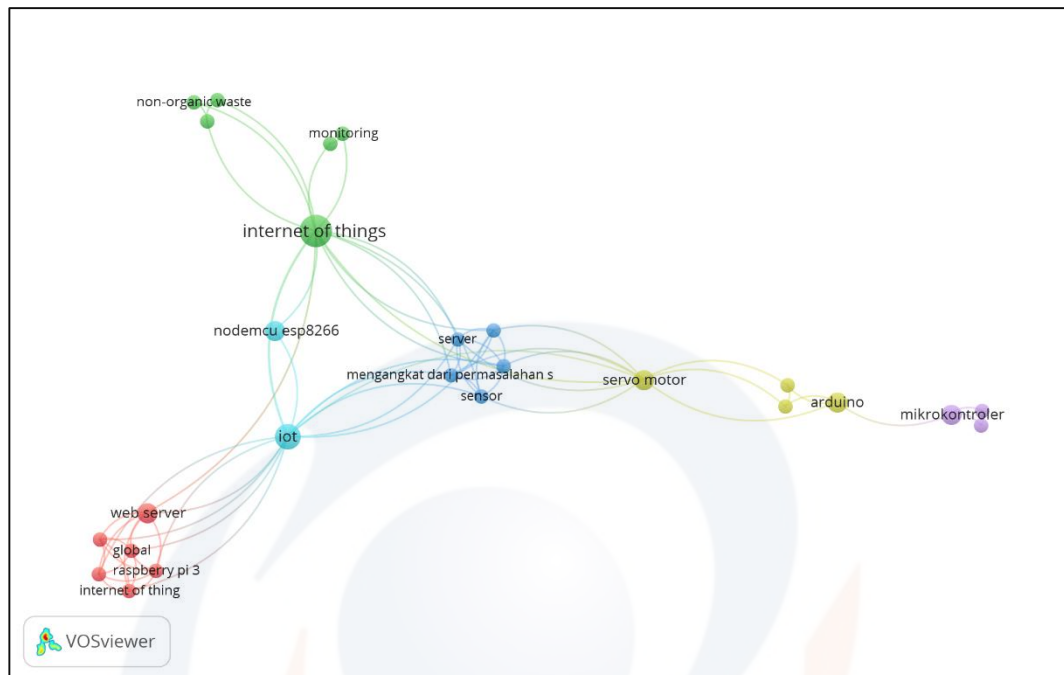 non-organic waste
monitoring
internet of things
nodemcu esp8266
server
mengangkat dari permasalahan s
servo motor
sensor
arduino
mikrokontroler
iot
web server
global
raspberry pi 3
internet of thing
VOSviewer